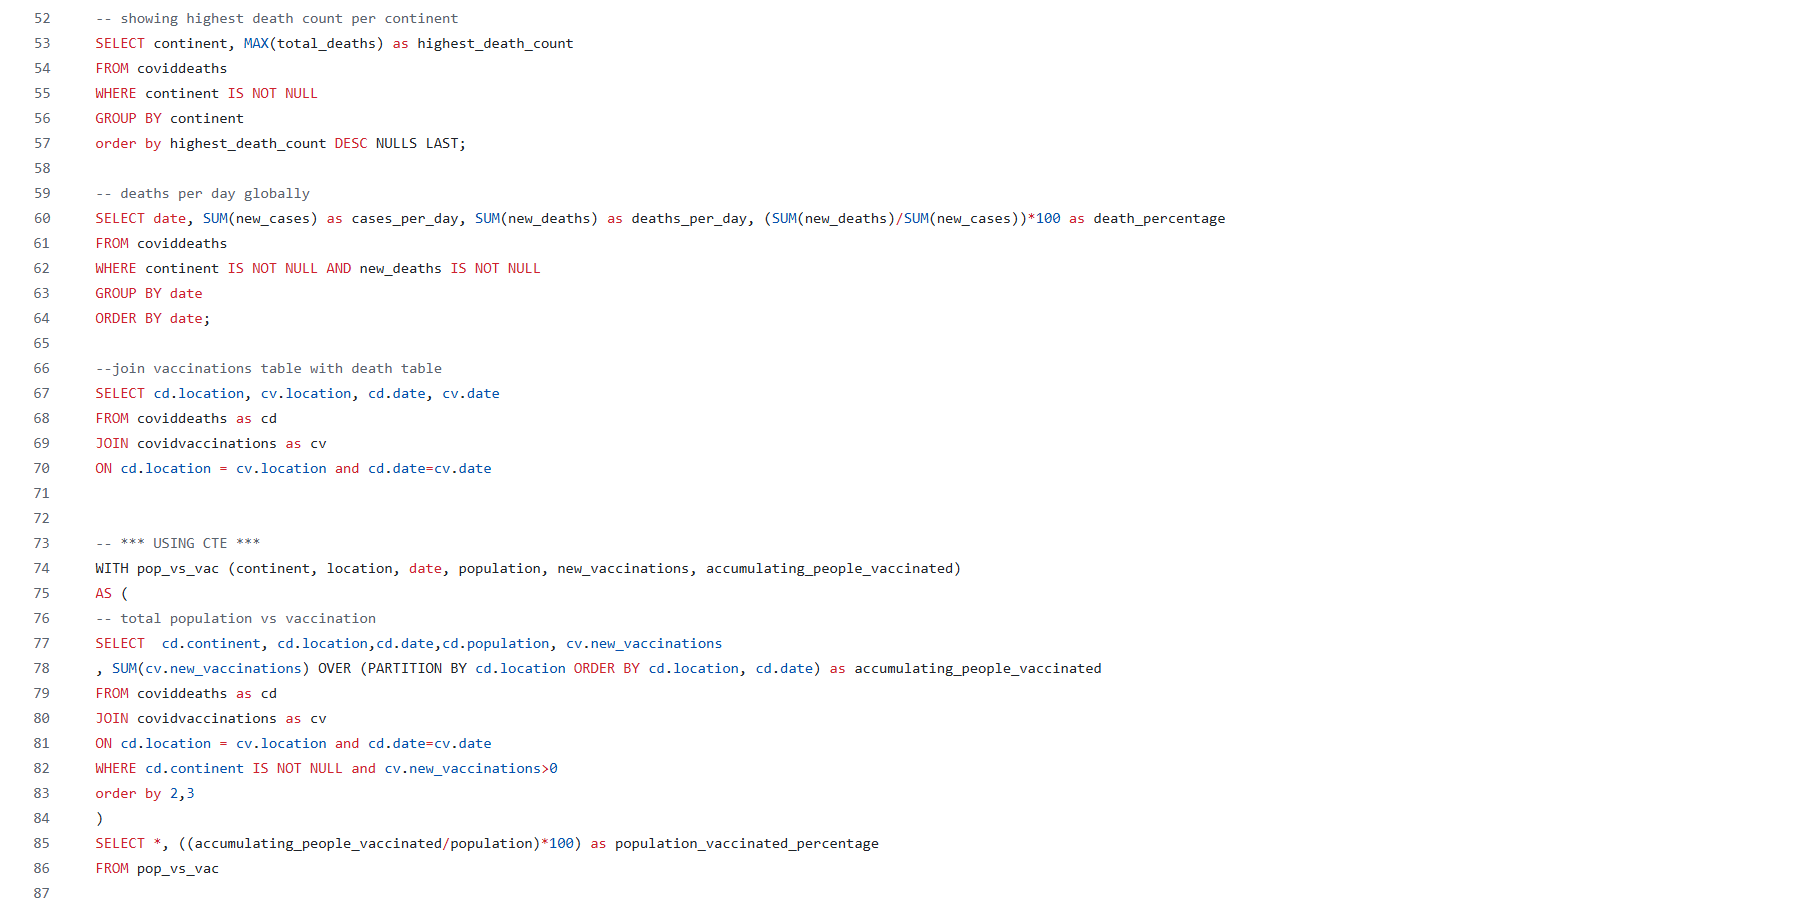 52 -- showing highest death count per continent
53 SELECT continent, MAX(total_deaths) as highest_death_count
54 FROM coviddeaths
55 WHERE continent IS NOT NULL
56 GROUP BY continent
57 order by highest_death_count DESC NULLS LAST;
58
59 -- deaths per day globally
60 SELECT date, SUM(new_cases) as cases_per_day, SUM(new_deaths) as deaths_per_day, (SUM(new_deaths)/SUM(new_cases))*100 as death_percentage
61 FROM coviddeaths
62 WHERE continent IS NOT NULL AND new_deaths IS NOT NULL
63 GROUP BY date
64 ORDER BY date;
65
66 --join vaccinations table with death table
67 SELECT cd.location, cv.location, cd.date, cv.date
68 FROM coviddeaths as cd
69 JOIN covidvaccinations as cv
70 ON cd.location = cv.location and cd.date=cv.date
71
72
73 -- *** USING CTE ***
74 WITH pop_vs_vac (continent, location, date, population, new_vaccinations, accumulating_people_vaccinated)
75 AS (
76 -- total population vs vaccination
77 SELECT  cd.continent, cd.location,cd.date,cd.population, cv.new_vaccinations
78 , SUM(cv.new_vaccinations) OVER (PARTITION BY cd.location ORDER BY cd.location, cd.date) as accumulating_people_vaccinated
79 FROM coviddeaths as cd
80 JOIN covidvaccinations as cv
81 ON cd.location = cv.location and cd.date=cv.date
82 WHERE cd.continent IS NOT NULL and cv.new_vaccinations>0
83 order by 2,3
84 )
85 SELECT *, ((accumulating_people_vaccinated/population)*100) as population_vaccinated_percentage
86 FROM pop_vs_vac
87